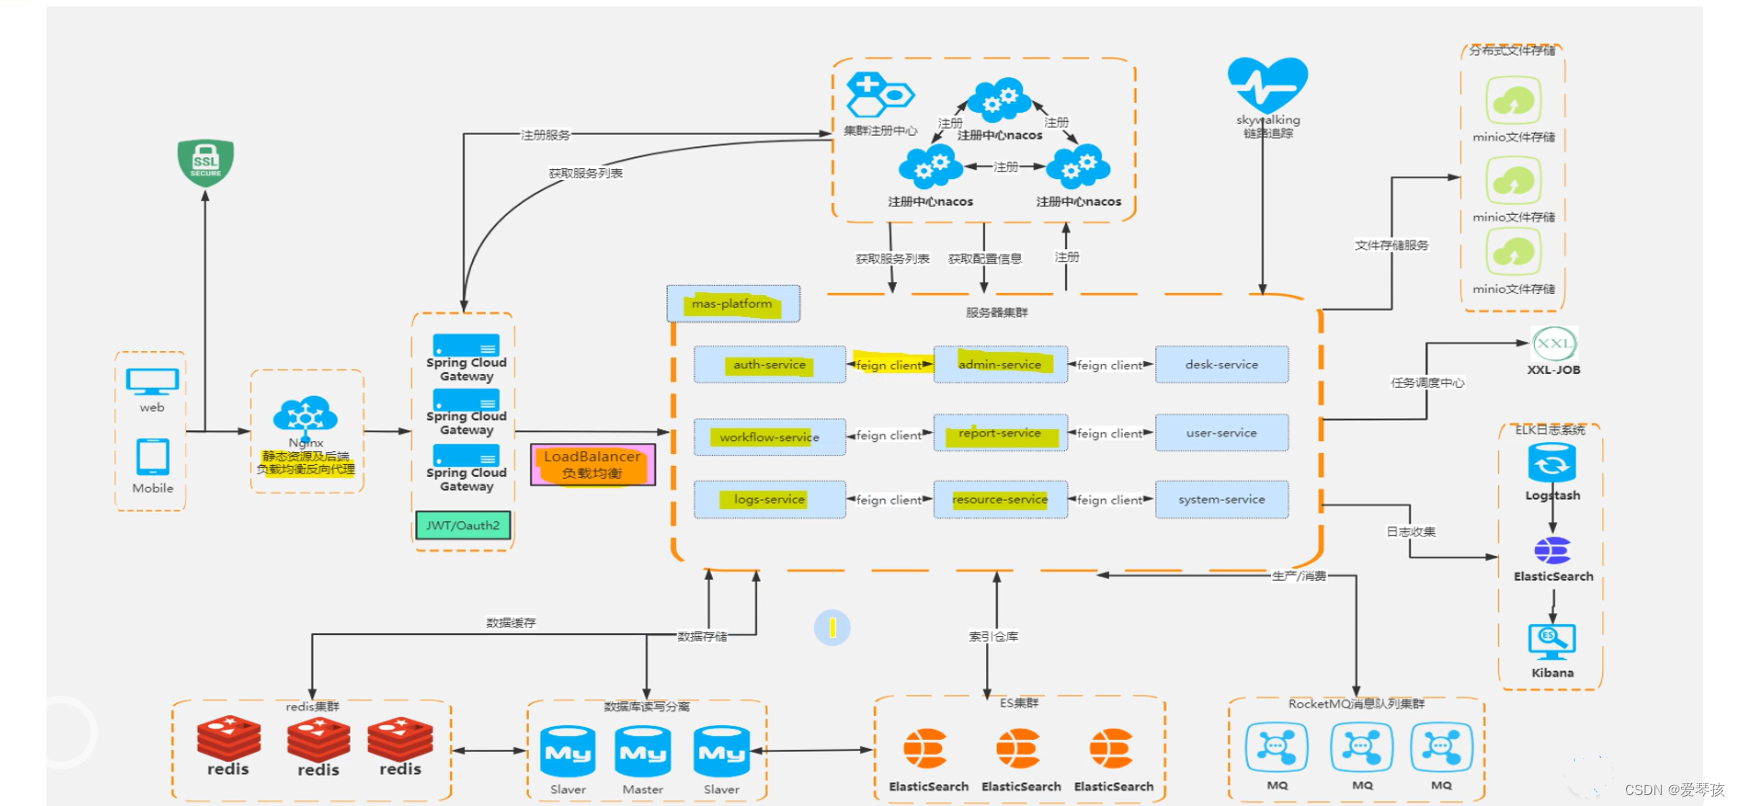 分布式文件存储
minio文件存储
minio文件存储
minio文件存储
集群注册中心
注册
注册
注册中心nacos
注册
注册中心nacos
注册中心nacos
skywalking
链路追踪
SSL
SECURE
注册服务
获取服务列表
获取服务列表
获取配置信息
注册
文件存储服务
mas-platform
服务器集群
auth-service
feign client
admin-service
feign client
desk-service
workflow-service
feign client
report-service
feign client
user-service
logs-service
feign client
resource-service
feign client
system-service
web
Mobile
Nginx
静态资源及后端
负载均衡反向代理
Spring Cloud
Gateway
Spring Cloud
Gateway
Spring Cloud
Gateway
JWT/Oauth2
LoadBalancer
负载均衡
XXL
XXL-JOB
任务调度中心
ELK日志系统
Logstash
ElasticSearch
ES
Kibana
日志收集
生产/消费
数据缓存
数据存储
索引仓库
redis集群
redis
redis
redis
数据库读写分离
My
My
My
Slaver
Master
Slaver
ES集群
ElasticSearch
ElasticSearch
ElasticSearch
RocketMQ消息队列集群
MQ
MQ
MQ
CSDN @爱琴孩